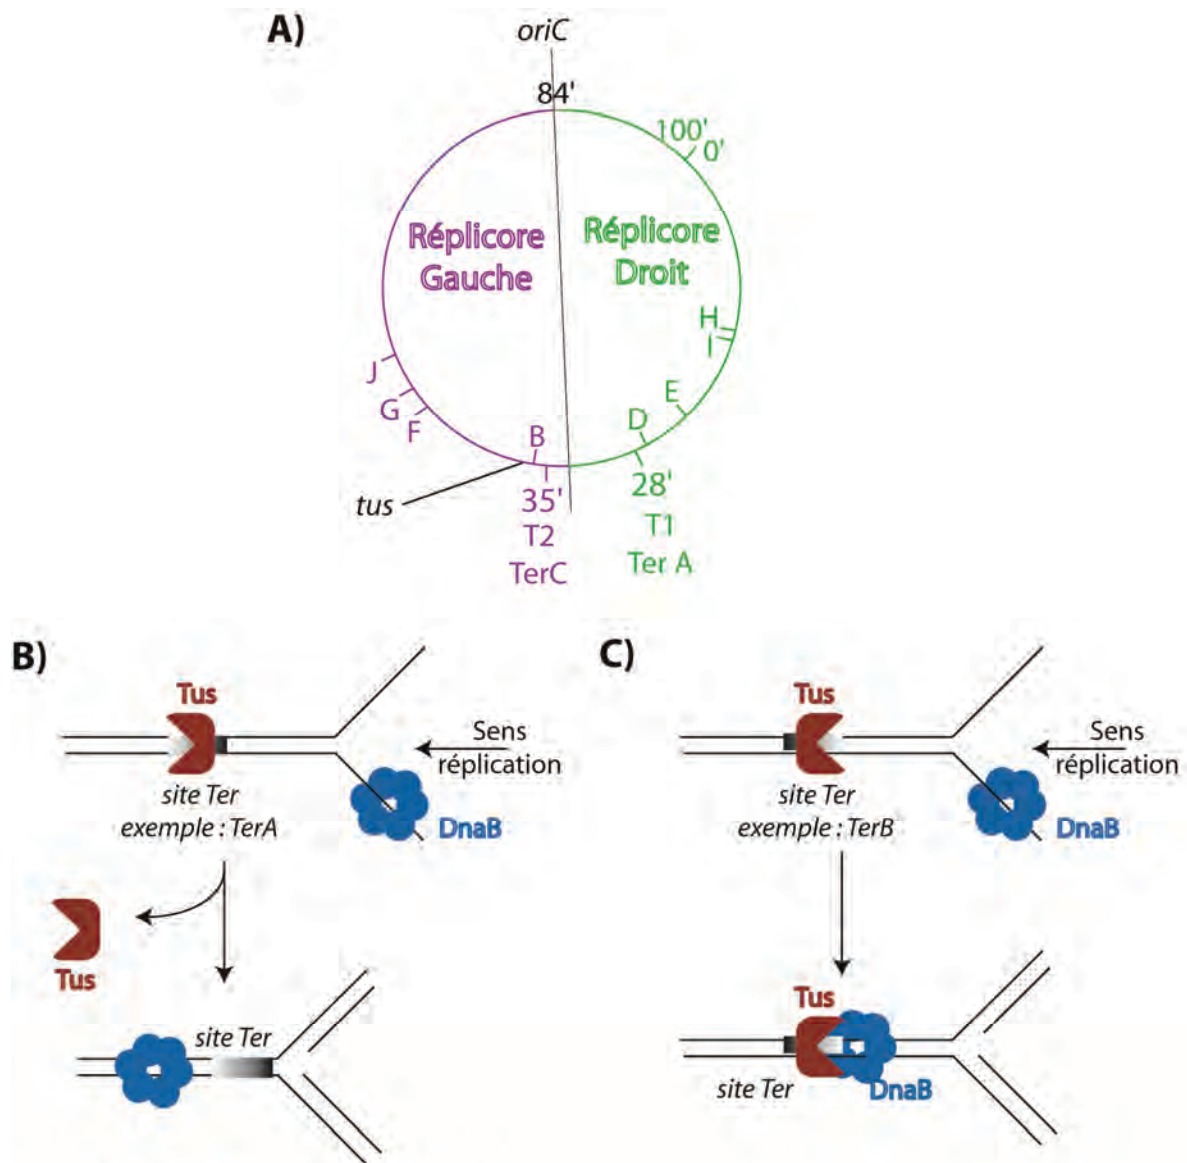 A)
oriC
84'
100'
0'
Réplicore
Gauche
Réplicore
Droit
H
I
J
E
G
D
F
B
tus
35'
T2
TerC
28'
T1
Ter A
B)
Tus
Sens
réplication
site Ter
exemple : TerA
DnaB
Tus
site Ter
C)
Tus
Sens
réplication
site Ter
exemple : TerB
DnaB
Tus
site Ter
DnaB